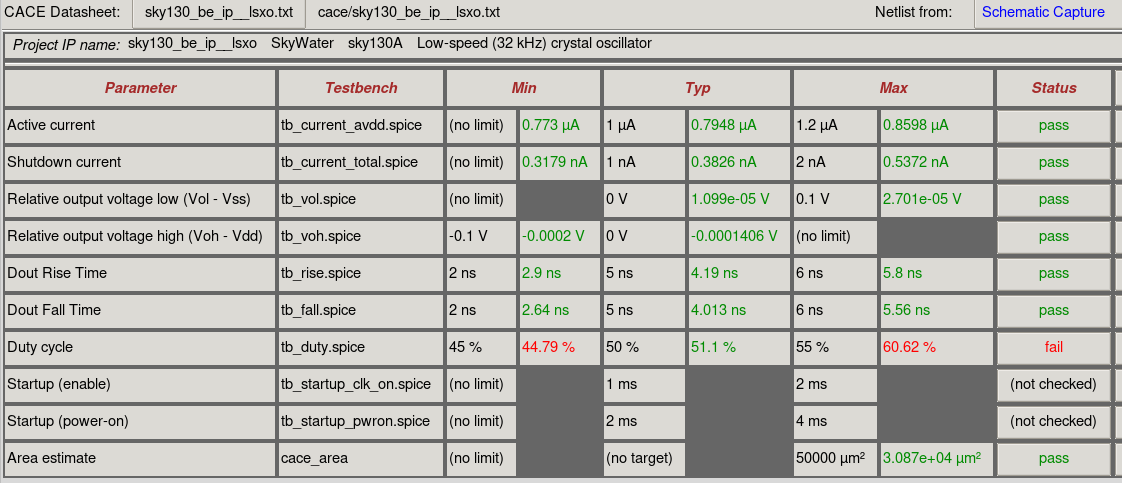 CACE Datasheet: sky130_be_ip__lsxo.txt cace/sky130_be_ip__lsxo.txt Netlist from: Schematic Capture
Project IP name: sky130_be_ip__lsxo SkyWater sky130A Low-speed (32 kHz) crystal oscillator
Parameter Testbench Min Typ Max Status
Active current tb_current_avdd.spice (no limit) 0.773 µA 1 µA 0.7948 µA 1.2 µA 0.8598 µA pass
Shutdown current tb_current_total.spice (no limit) 0.3179 nA 1 nA 0.3826 nA 2 nA 0.5372 nA pass
Relative output voltage low (Vol - Vss) tb_vol.spice (no limit) 0 V 1.099e-05 V 0.1 V 2.701e-05 V pass
Relative output voltage high (Voh - Vdd) tb_voh.spice -0.1 V -0.0002 V 0 V -0.0001406 V (no limit) pass
Dout Rise Time tb_rise.spice 2 ns 2.9 ns 5 ns 4.19 ns 6 ns 5.8 ns pass
Dout Fall Time tb_fall.spice 2 ns 2.64 ns 5 ns 4.013 ns 6 ns 5.56 ns pass
Duty cycle tb_duty.spice 45 % 44.79 % 50 % 51.1 % 55 % 60.62 % fail
Startup (enable) tb_startup_clk_on.spice (no limit) 1 ms 2 ms (not checked)
Startup (power-on) tb_startup_pwron.spice (no limit) 2 ms 4 ms (not checked)
Area estimate cace_area (no limit) (no target) 50000 µm² 3.087e+04 µm² pass